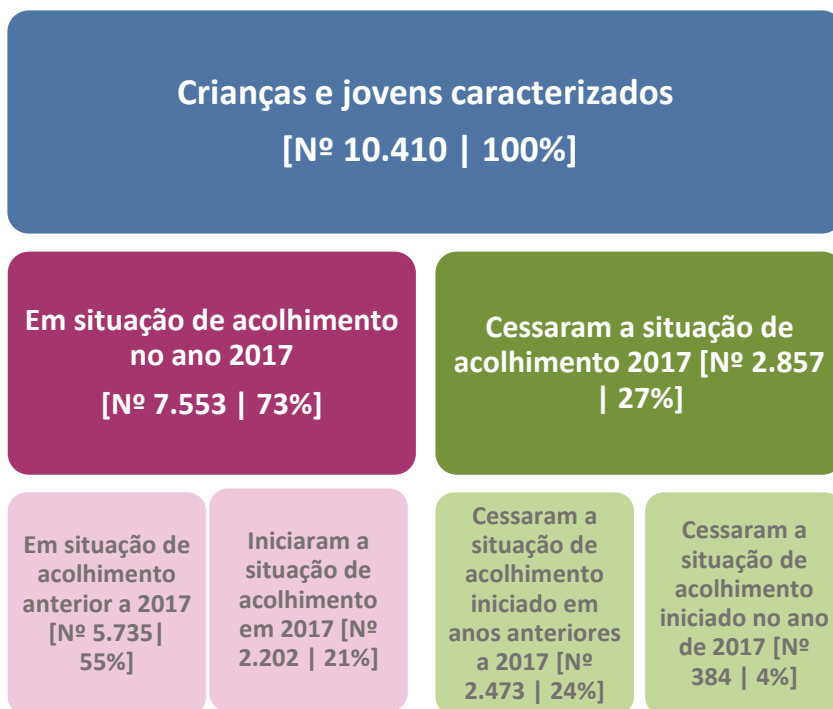 Crianças e jovens caracterizados
[Nº 10.410 | 100%]
Em situação de acolhimento
no ano 2017
[Nº 7.553 | 73%]
Cessaram a situação de
acolhimento 2017 [Nº 2.857
| 27%]
Em situação de
acolhimento
anterior a 2017
[Nº 5.735|
55%]
Iniciaram a
situação de
acolhimento
em 2017 [Nº
2.202 | 21%]
Cessaram a
situação de
acolhimento
iniciado em
anos anteriores
a 2017 [Nº
2.473 | 24%]
Cessaram a
situação de
acolhimento
iniciado no ano
de 2017 [Nº
384 | 4%]